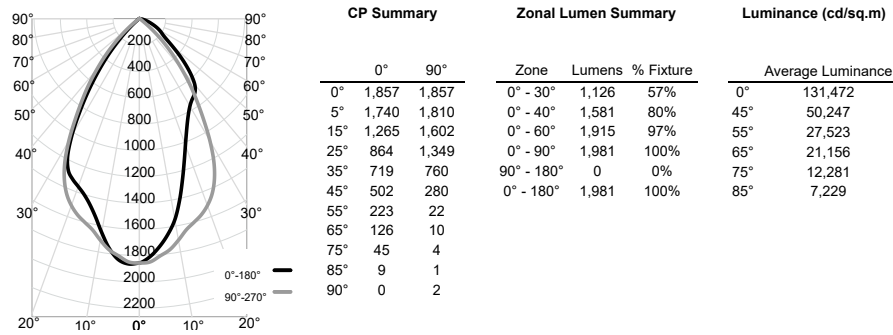 90° 90°
80° 80°
70° 70°
60° 60°
50° 50°
40° 40°
30° 30°
20° 10° 0° 10° 20°
200
400
600
800
1000
1200
1400
1600
1800
2000
2200
0°-180°
90°-270°
CP Summary
0° 90°
0° 1,857 1,857
5° 1,740 1,810
15° 1,265 1,602
25° 864 1,349
35° 719 760
45° 502 280
55° 223 22
65° 126 10
75° 45 4
85° 9 1
90° 0 2
Zonal Lumen Summary
Zone Lumens % Fixture
0° - 30° 1,126 57%
0° - 40° 1,581 80%
0° - 60° 1,915 97%
0° - 90° 1,981 100%
90° - 180° 0 0%
0° - 180° 1,981 100%
Luminance (cd/sq.m)
Average Luminance
0° 131,472
45° 50,247
55° 27,523
65° 21,156
75° 12,281
85° 7,229